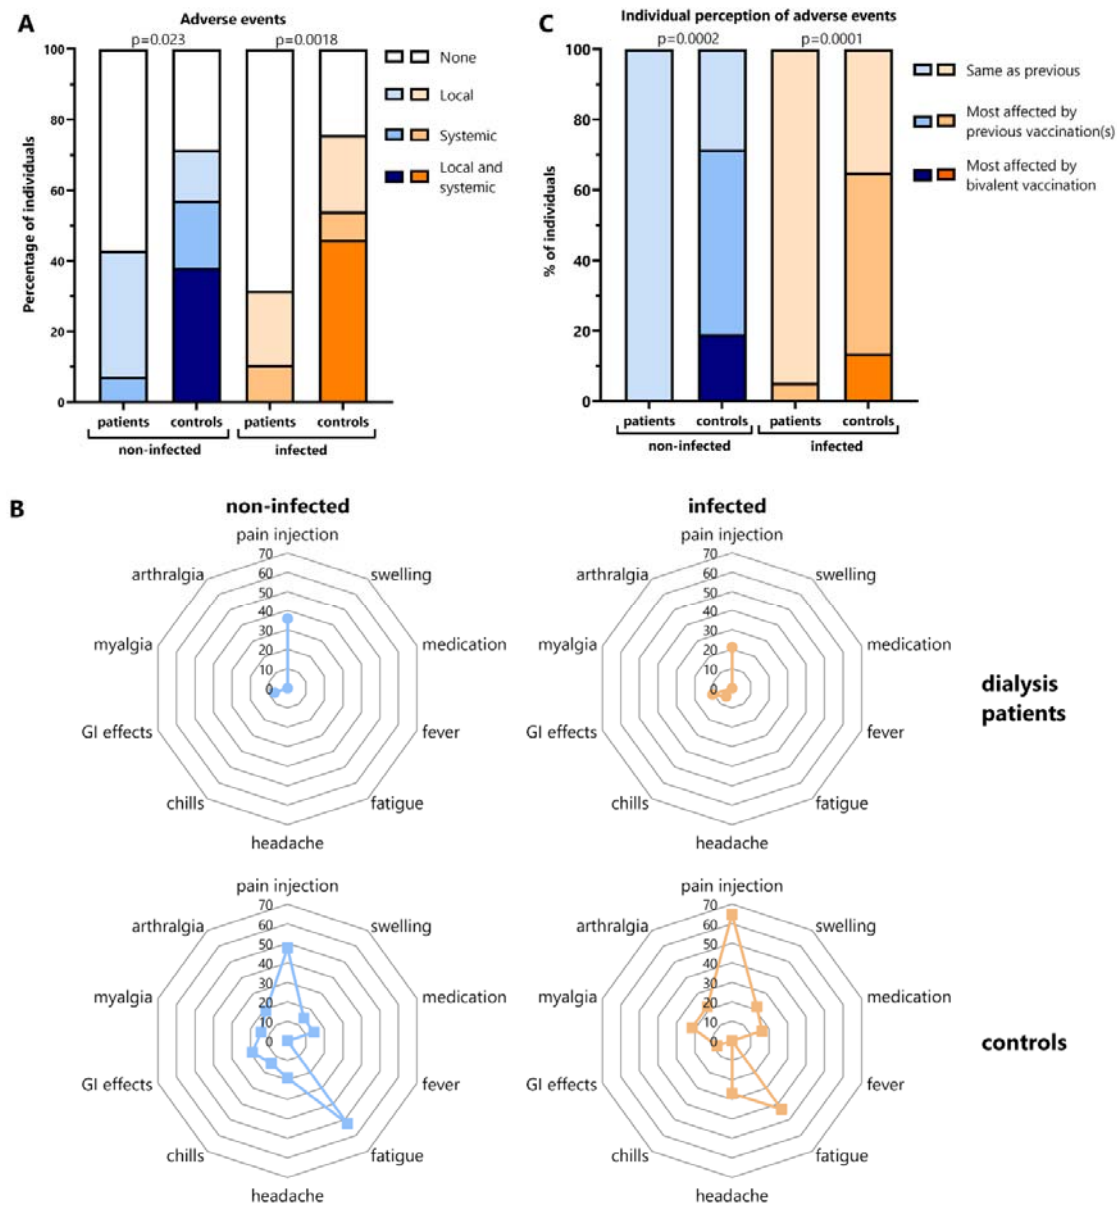 A
Adverse events
p=0.023
p=0.0018
Percentage of individuals
100
80
60
40
20
0
patients
controls
patients
controls
non-infected
infected
None
Local
Systemic
Local and
systemic
C
Individual perception of adverse events
p=0.0002
p=0.0001
% of individuals
100
80
60
40
20
0
patients
controls
patients
controls
non-infected
infected
Same as previous
Most affected by
previous vaccination(s)
Most affected by
bivalent vaccination
B
non-infected
pain injection
swelling
medication
fever
fatigue
headache
chills
GI effects
myalgia
arthralgia
70
60
50
40
30
20
10
0
infected
pain injection
swelling
medication
fever
fatigue
headache
chills
GI effects
myalgia
arthralgia
70
60
50
40
30
20
10
0
dialysis
patients
pain injection
swelling
medication
fever
fatigue
headache
chills
GI effects
myalgia
arthralgia
70
60
50
40
30
20
10
0
pain injection
swelling
medication
fever
fatigue
headache
chills
GI effects
myalgia
arthralgia
70
60
50
40
30
20
10
0
controls